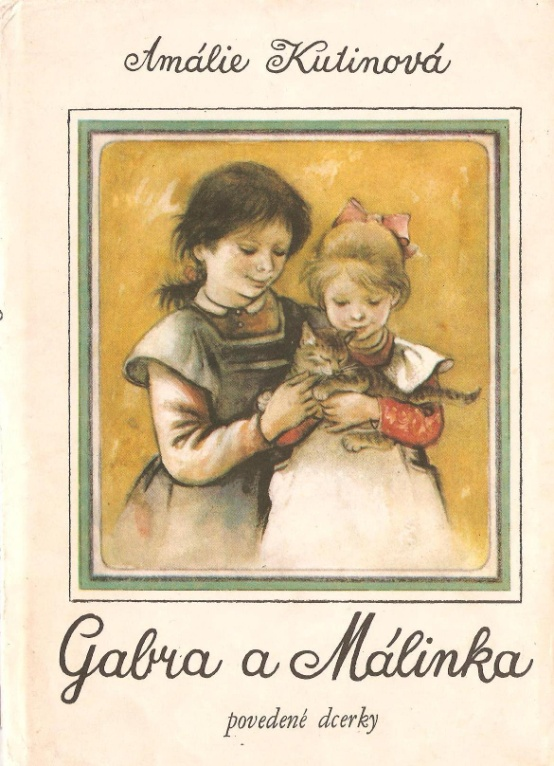 Amálie Kutinová
Gabra a Málinka
povedené dcerky